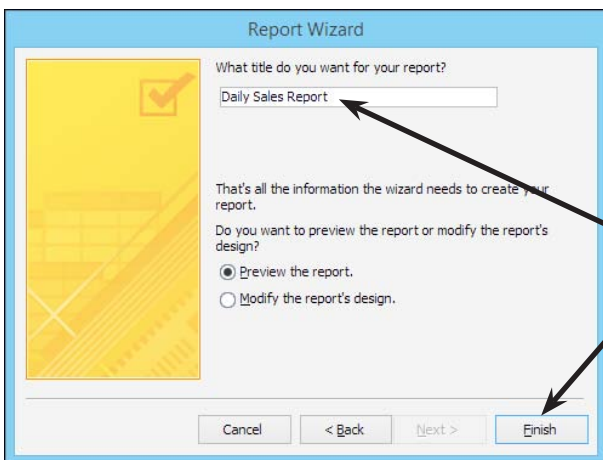 Report Wizard
What title do you want for your report?
Daily Sales Report
That's all the information the wizard needs to create your
report.
Do you want to preview the report or modify the report's
design?
Preview the report.
Modify the report's design.
Cancel
< Back
Next >
Finish